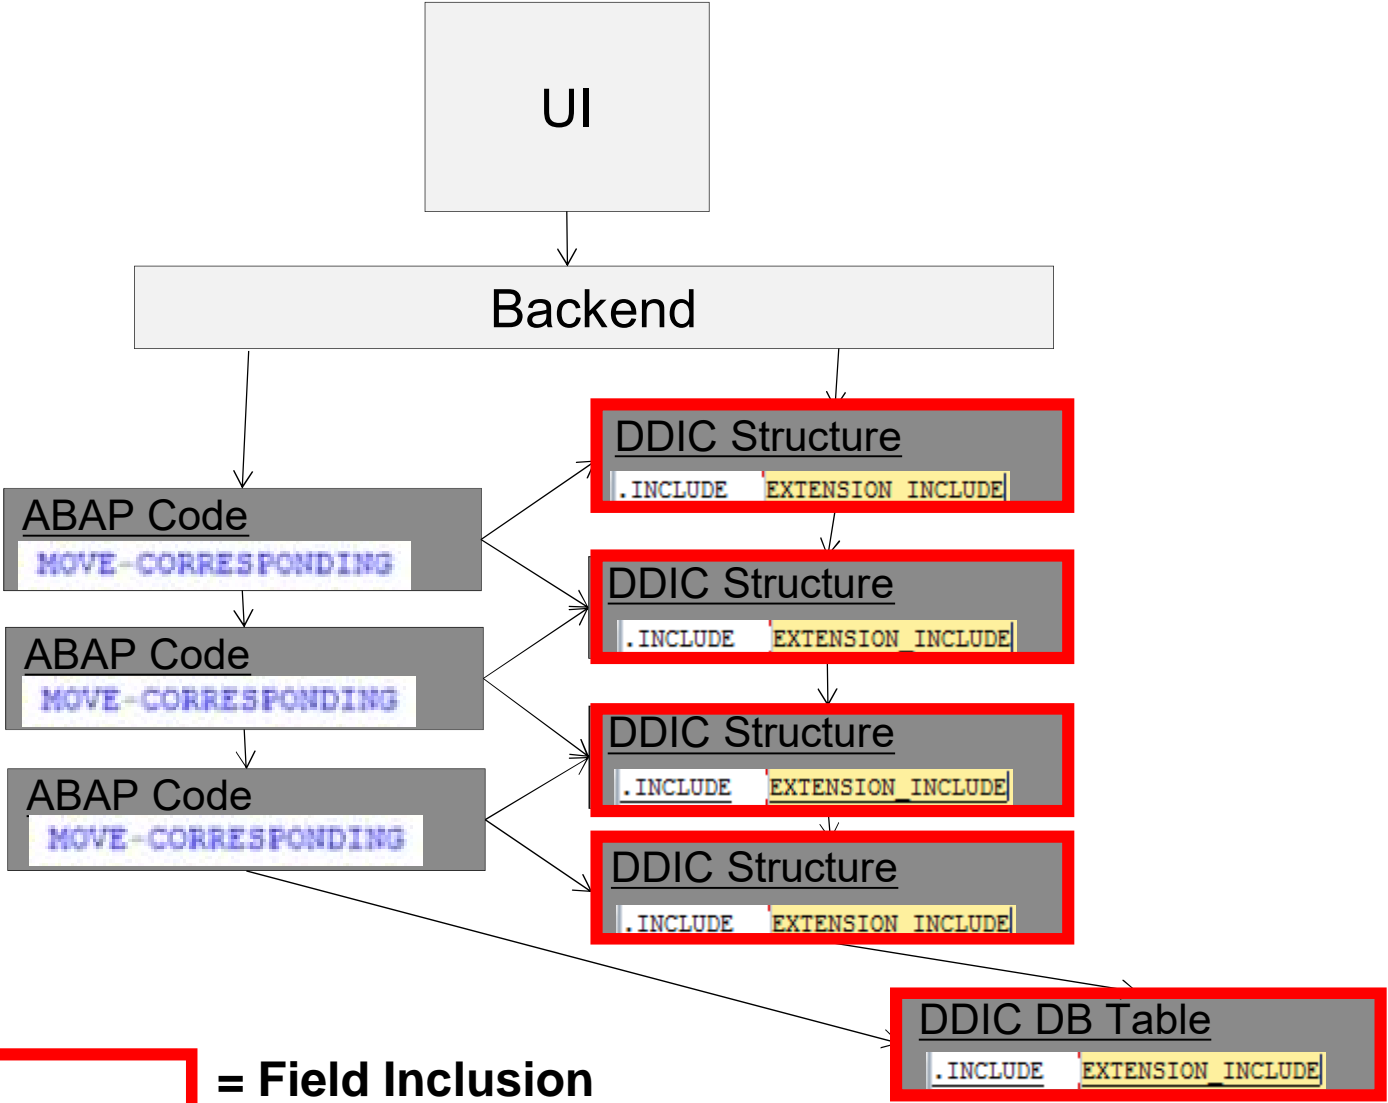 UI
Backend
DDIC Structure
.INCLUDE EXTENSION_INCLUDE
ABAP Code
MOVE-CORRESPONDING
DDIC Structure
.INCLUDE EXTENSION_INCLUDE
ABAP Code
MOVE-CORRESPONDING
DDIC Structure
.INCLUDE EXTENSION_INCLUDE
ABAP Code
MOVE-CORRESPONDING
DDIC Structure
.INCLUDE EXTENSION_INCLUDE
DDIC DB Table
.INCLUDE EXTENSION_INCLUDE
= Field Inclusion